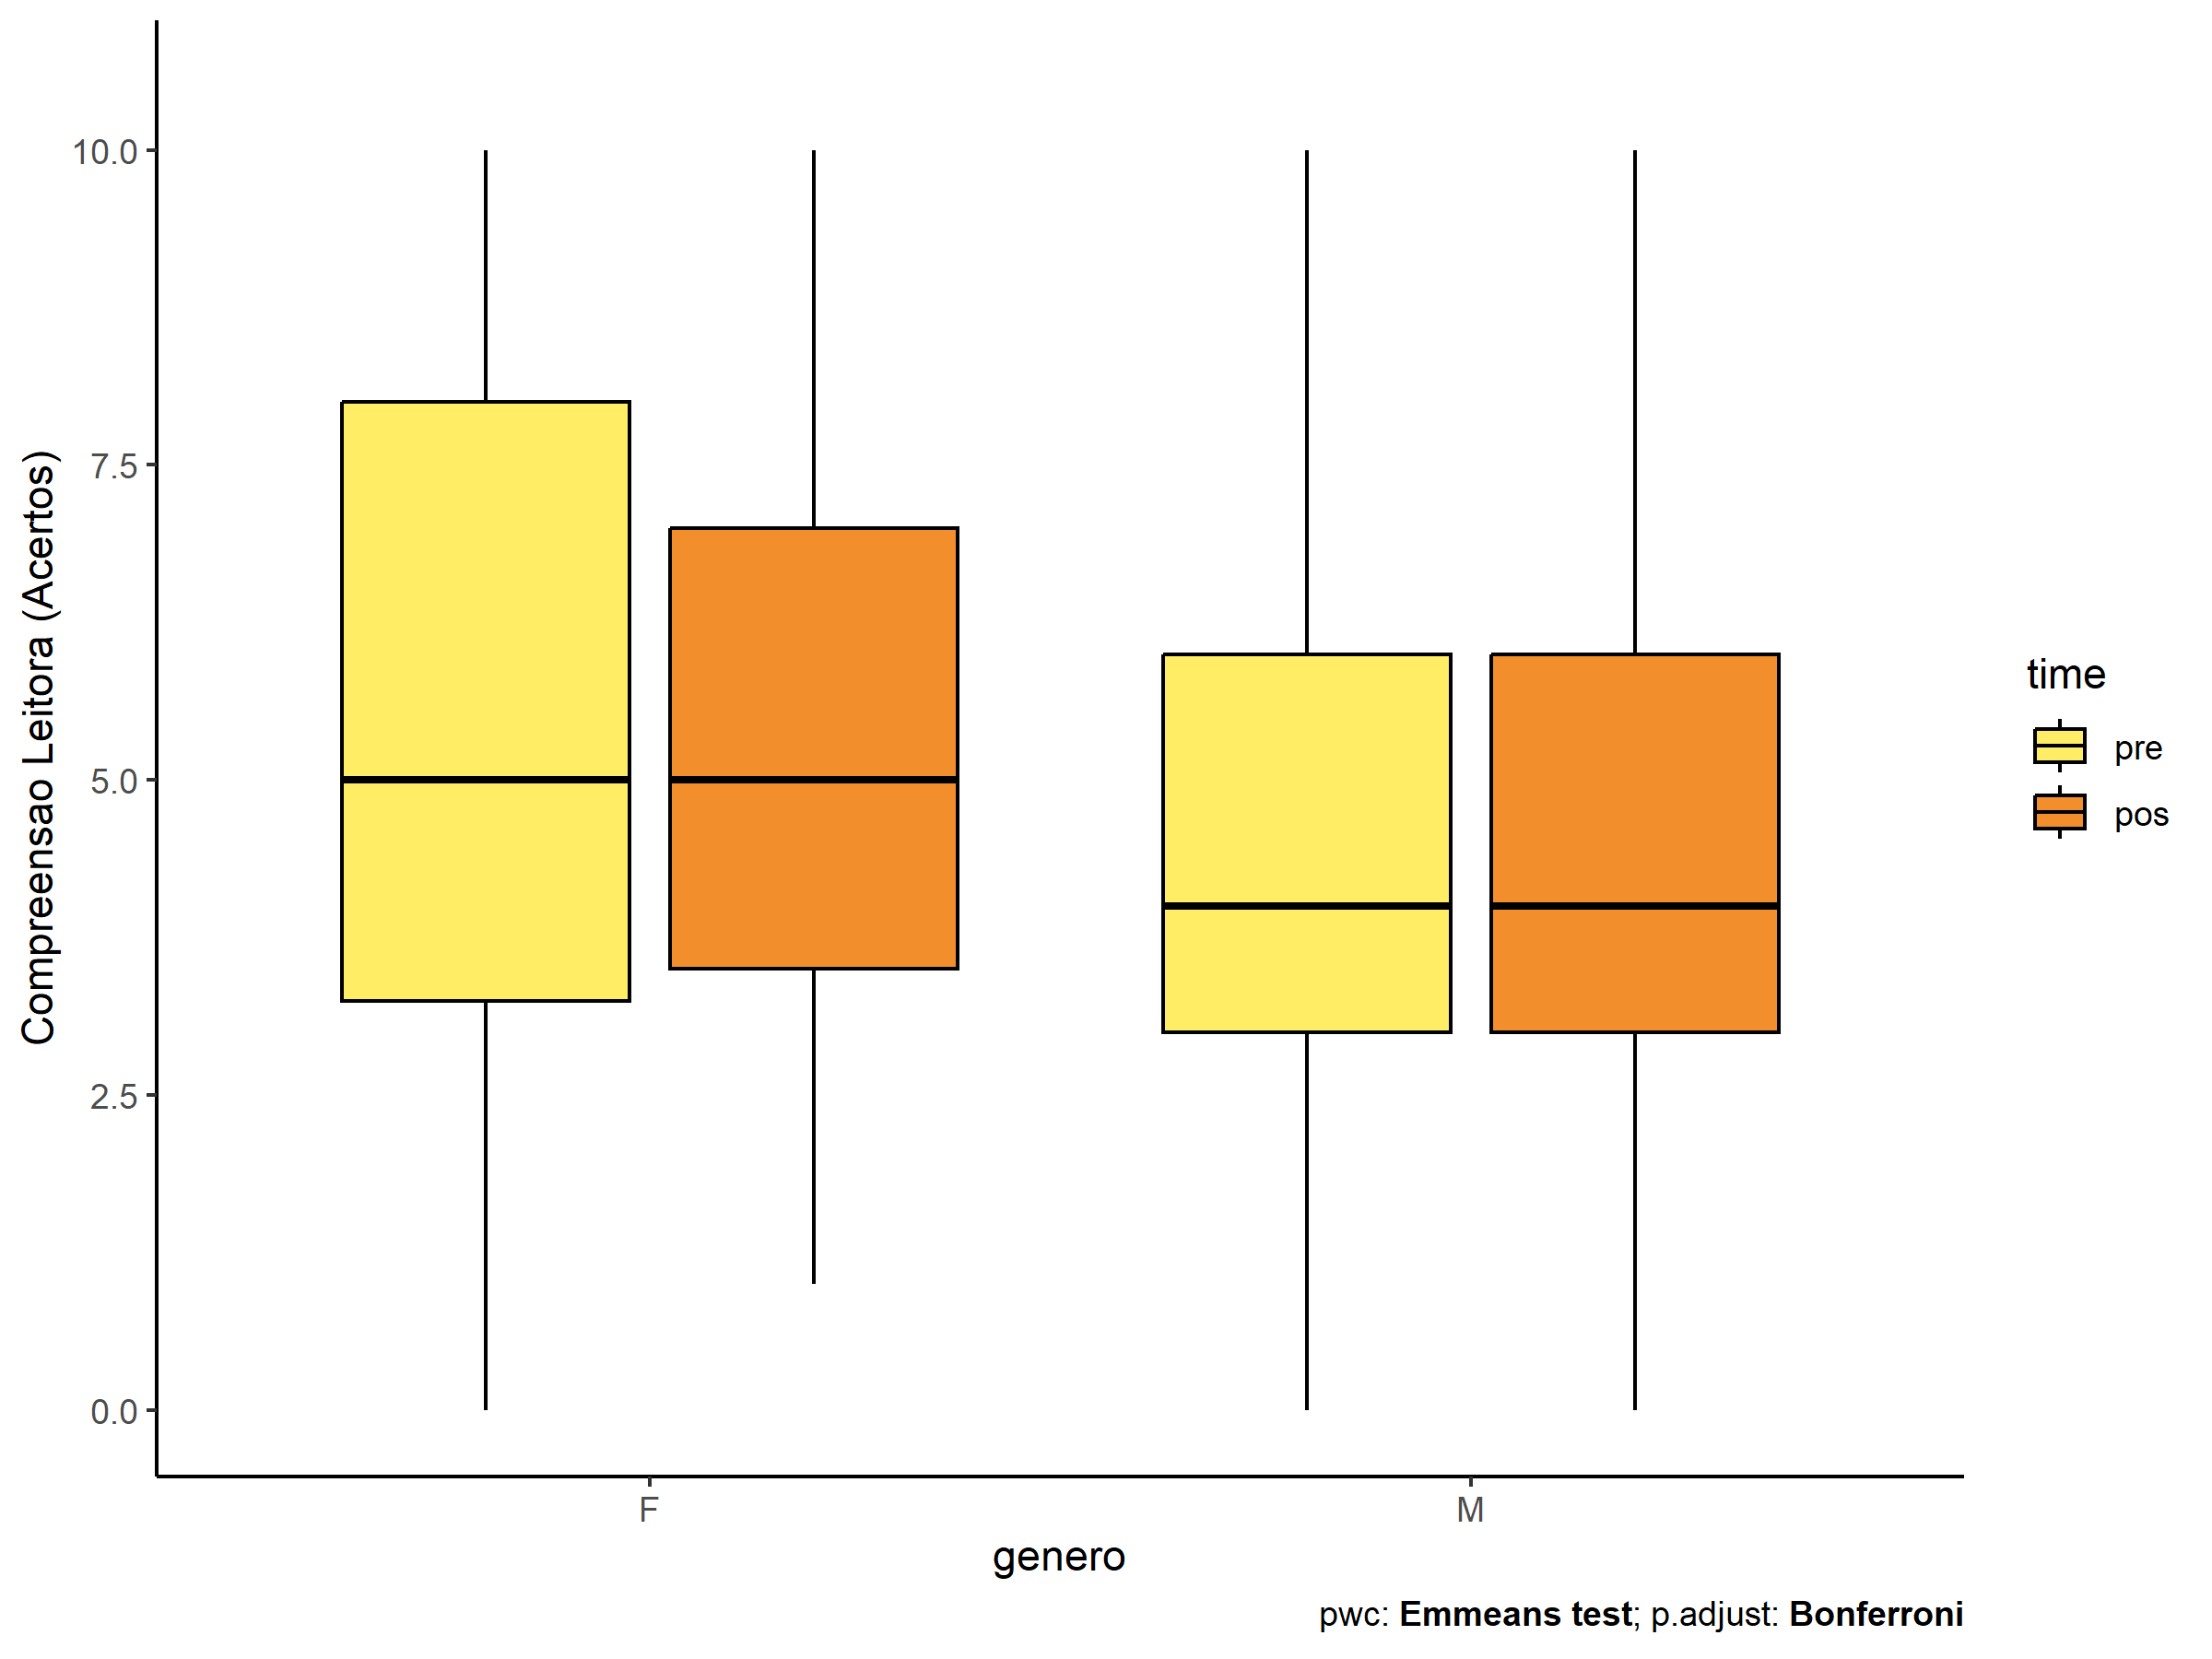 Compreensao Leitora (Acertos)
10.0
7.5
5.0
2.5
0.0
F
M
genero
time
pre
pos
pwc: Emmeans test; p.adjust: Bonferroni